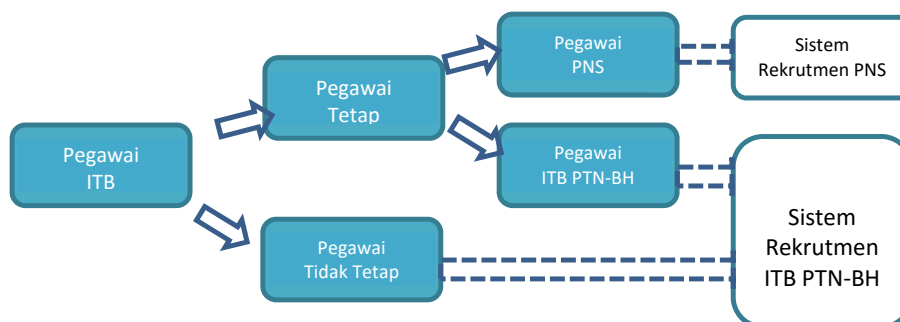 Pegawai
PNS
Sistem
Rekrutmen PNS
Pegawai
Tetap
Pegawai
ITB
Pegawai
ITB PTN-BH
Pegawai
Tidak Tetap
Sistem
Rekrutmen
ITB PTN-BH